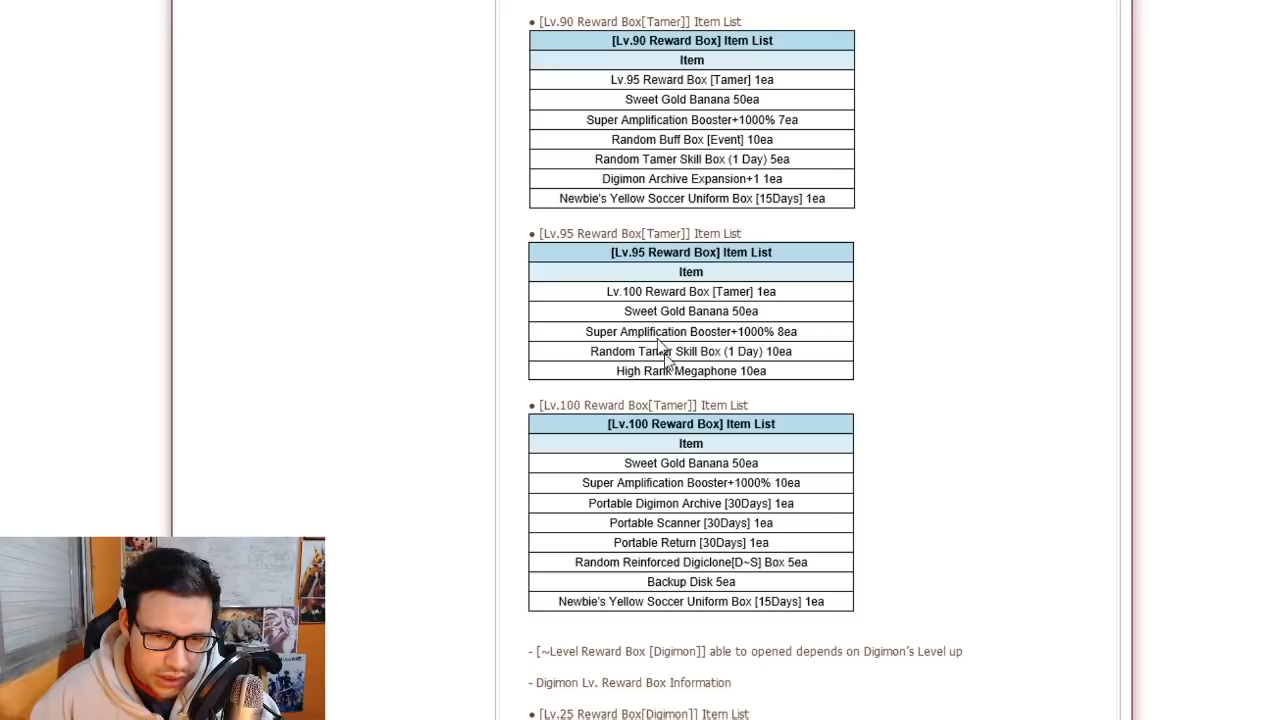 • [Lv.90 Reward Box[Tamer]] Item List
[Lv.90 Reward Box] Item List
Item
Lv.95 Reward Box [Tamer] 1ea
Sweet Gold Banana 50ea
Super Amplification Booster+1000% 7ea
Random Buff Box [Event] 10ea
Random Tamer Skill Box (1 Day) 5ea
Digimon Archive Expansion+1 1ea
Newbie's Yellow Soccer Uniform Box [15Days] 1ea
• [Lv.95 Reward Box[Tamer]] Item List
[Lv.95 Reward Box] Item List
Item
Lv.100 Reward Box [Tamer] 1ea
Sweet Gold Banana 50ea
Super Amplification Booster+1000% 8ea
Random Tamer Skill Box (1 Day) 10ea
High Rank Megaphone 10ea
• [Lv.100 Reward Box[Tamer]] Item List
[Lv.100 Reward Box] Item List
Item
Sweet Gold Banana 50ea
Super Amplification Booster+1000% 10ea
Portable Digimon Archive [30Days] 1ea
Portable Scanner [30Days] 1ea
Portable Return [30Days] 1ea
Random Reinforced Digiclone[D~S] Box 5ea
Backup Disk 5ea
Newbie's Yellow Soccer Uniform Box [15Days] 1ea
- [~Level Reward Box [Digimon]] able to opened depends on Digimon's Level up
- Digimon Lv. Reward Box Information
• [Lv.25 Reward Box[Digimon]] Item List